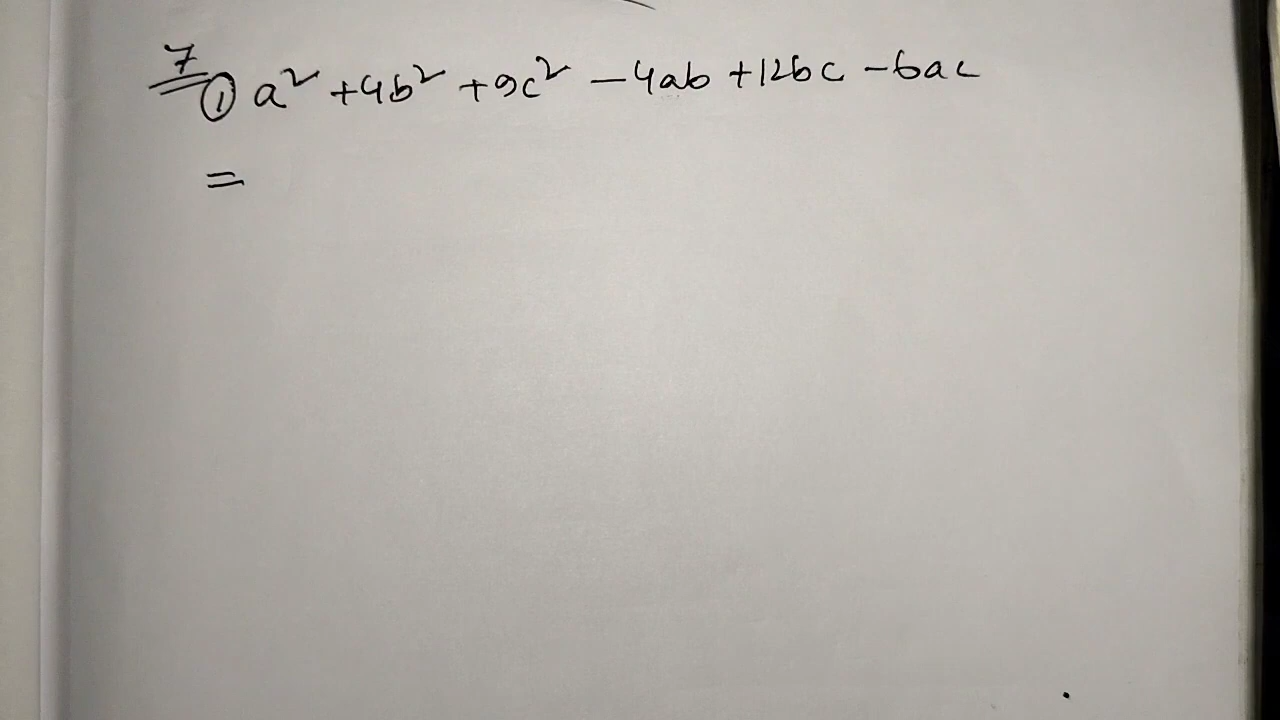 7
① a² + 4b² + 9c² - 4ab + 12bc - 6ac
=